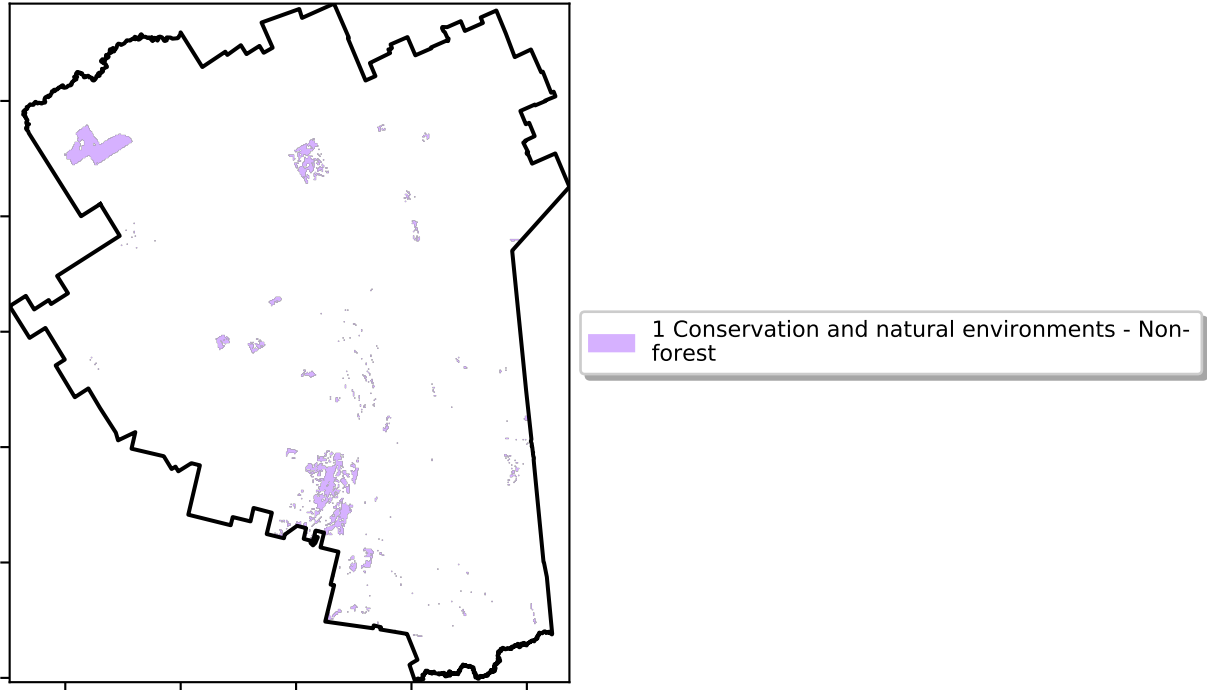 1 Conservation and natural environments - Non-
forest